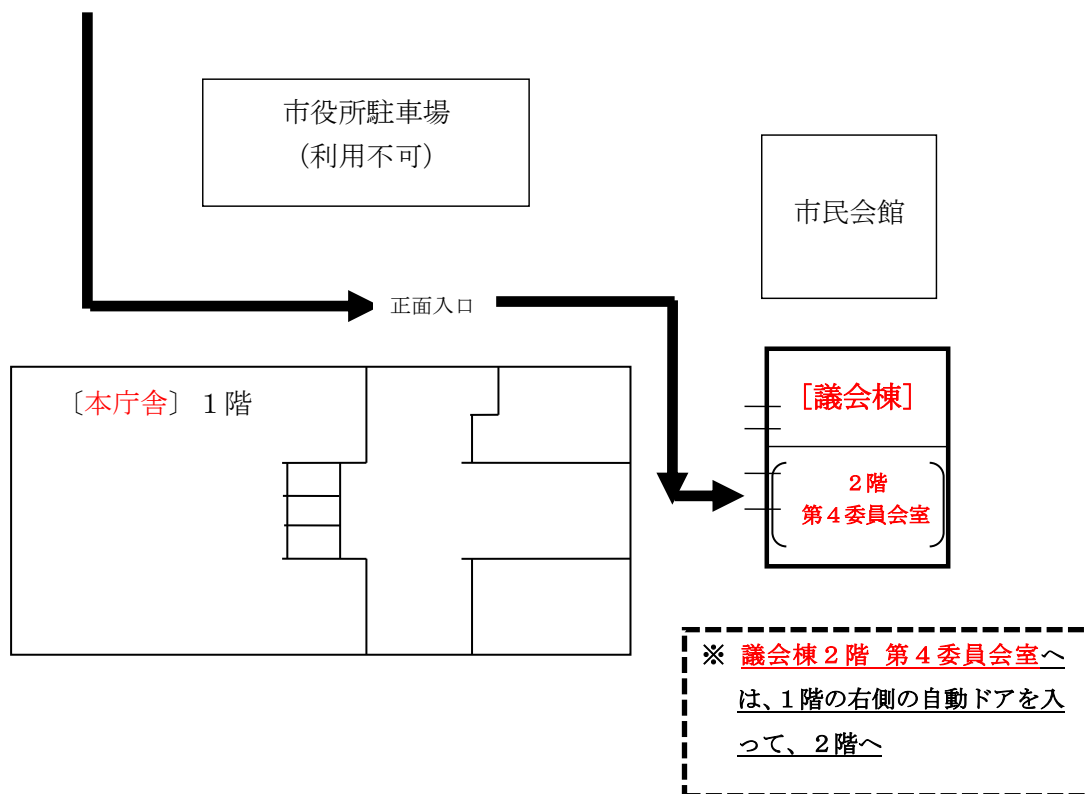 市役所駐車場
（利用不可）
市民会館
正面入口
〔本庁舎〕１階
［議会棟］
２階
第４委員会室
※ 議会棟２階 第４委員会室へ
は、１階の右側の自動ドアを入
って、２階へ